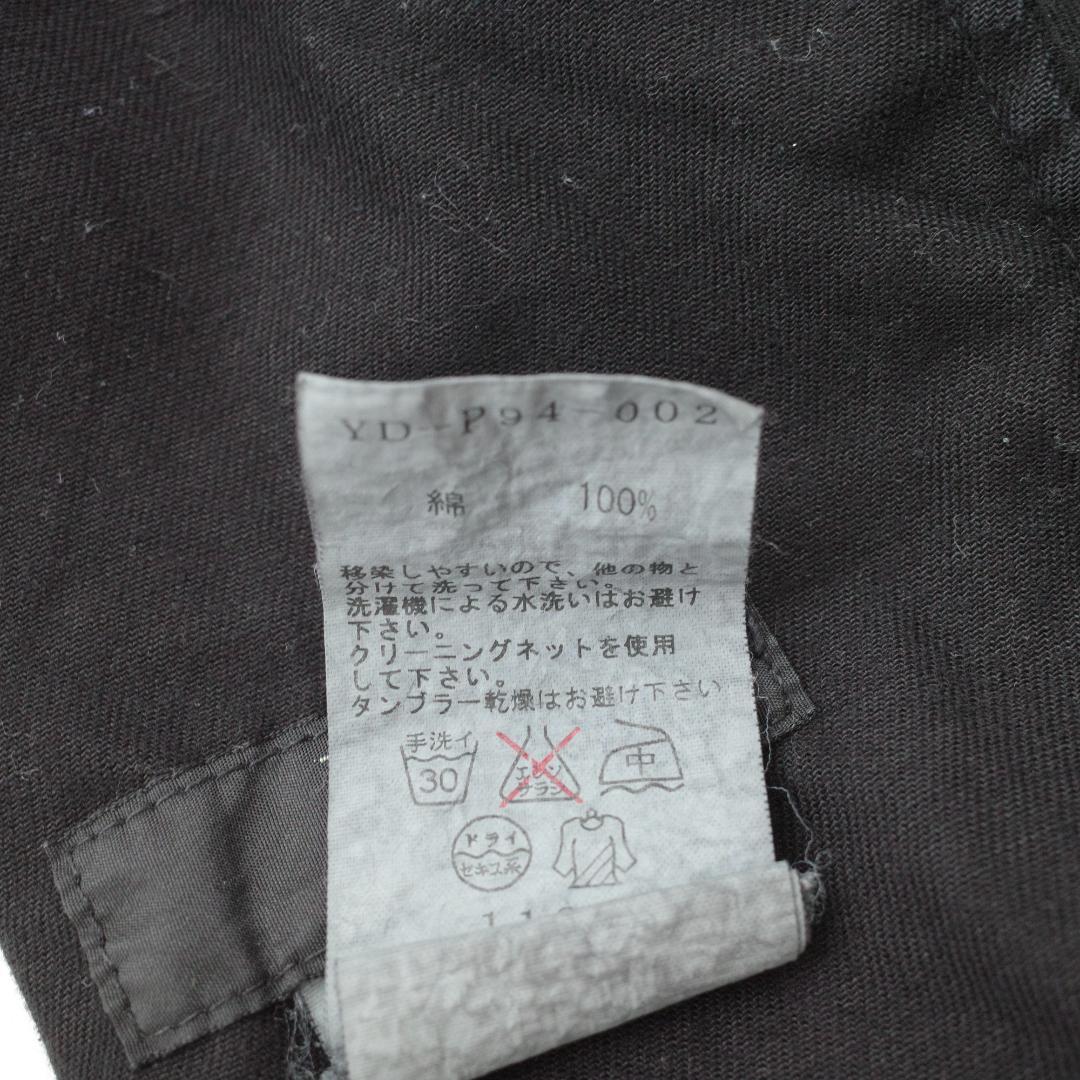 YD-P94-002
綿 100%
移染しやすいので、他の物と
分けて洗って下さい。
洗濯機による水洗いはお避け
下さい。
クリーニングネットを使用
して下さい。
タンブラー乾燥はお避け下さい
手洗イ
30
エンソ
サラシ
中
ドライ
セキユ系